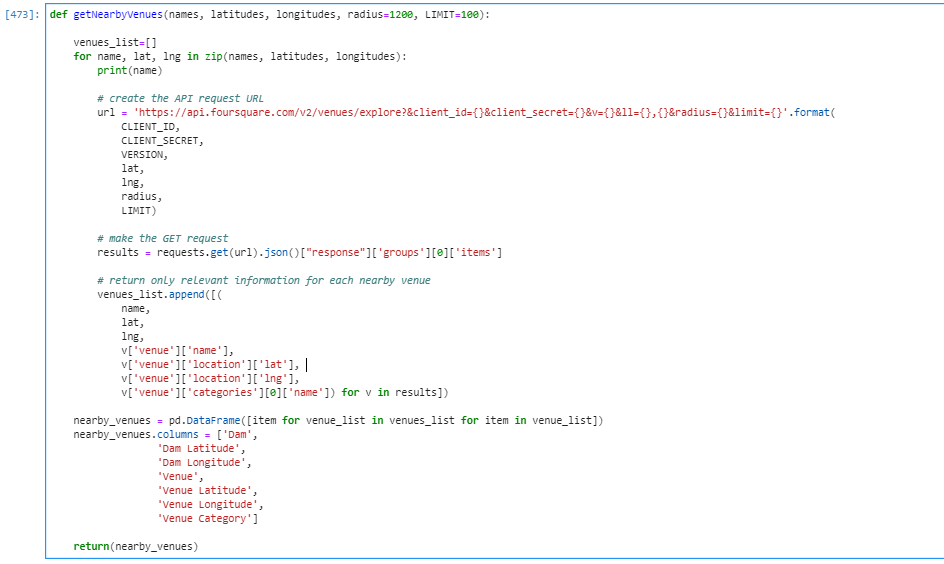 [473]: def getNearbyVenues(names, latitudes, longitudes, radius=1200, LIMIT=100):
venues_list=[]
for name, lat, lng in zip(names, latitudes, longitudes):
print(name)
# create the API request URL
url = 'https://api.foursquare.com/v2/venues/explore?&client_id={}&client_secret={}&v={}&ll={},{}&radius={}&limit={}'.format(
CLIENT_ID,
CLIENT_SECRET,
VERSION,
lat,
lng,
radius,
LIMIT)
# make the GET request
results = requests.get(url).json()["response"]['groups'][0]['items']
# return only relevant information for each nearby venue
venues_list.append([(
name,
lat,
lng,
v['venue']['name'],
v['venue']['location']['lat'],
v['venue']['location']['lng'],
v['venue']['categories'][0]['name']) for v in results])
nearby_venues = pd.DataFrame([item for venue_list in venues_list for item in venue_list])
nearby_venues.columns = ['Dam',
'Dam Latitude',
'Dam Longitude',
'Venue',
'Venue Latitude',
'Venue Longitude',
'Venue Category']
return(nearby_venues)